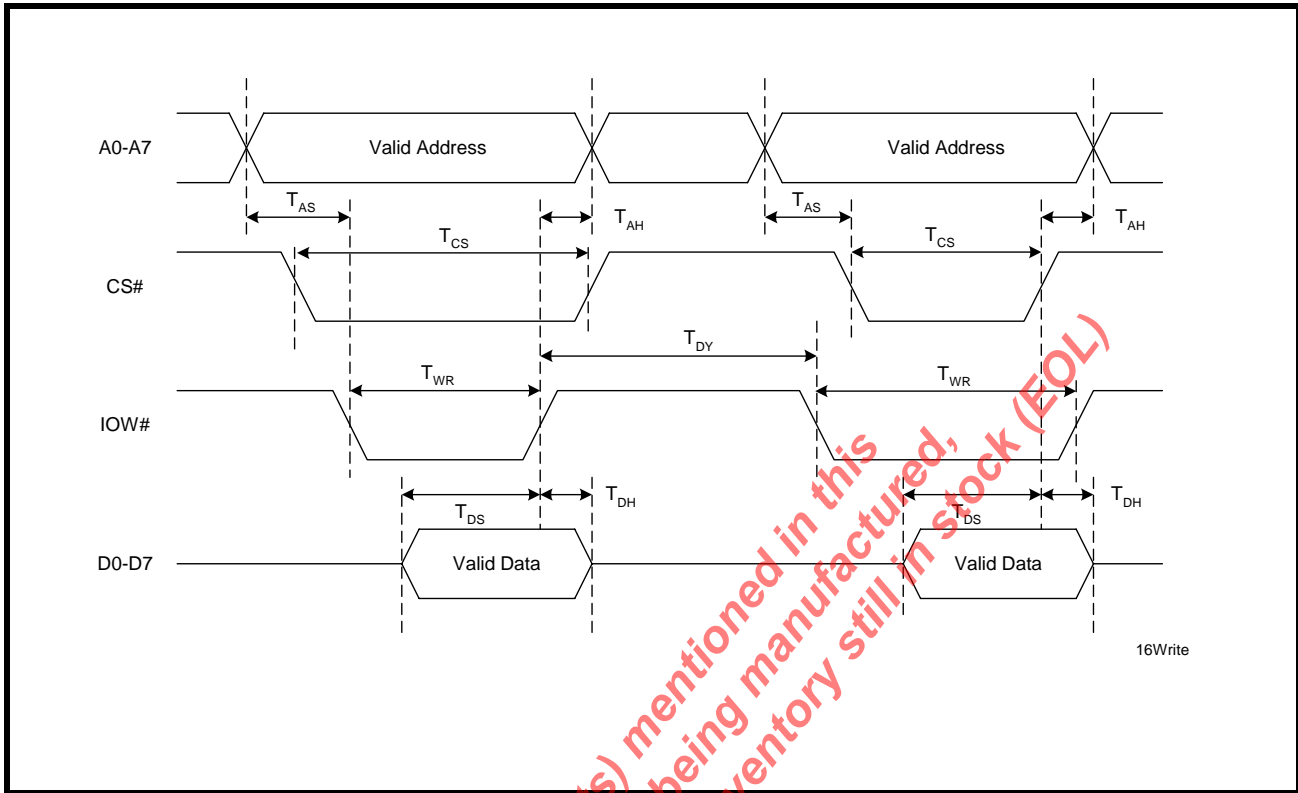 A0-A7
Valid Address
Valid Address
TAS
TAH
TAS
TAH
TCS
TCS
CS#
TDY
TWR
TWR
IOW#
TDS
TDH
TDS
TDH
D0-D7
Valid Data
Valid Data
16Write
ts) mentioned in this
being manufactured,
ventory still in stock (EOL)